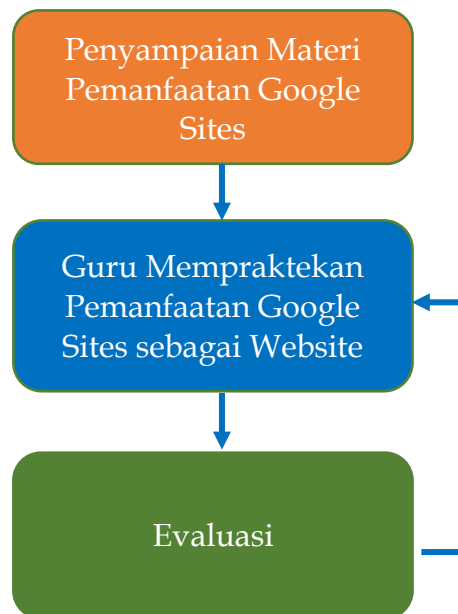 Penyampaian Materi
Pemanfaatan Google
Sites
Guru Mempraktekan
Pemanfaatan Google
Sites sebagai Website
Evaluasi